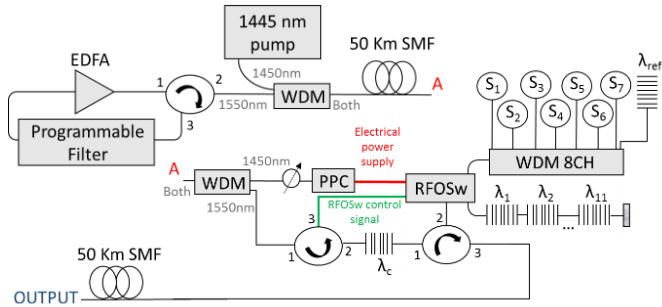 1445 nm
pump
50 Km SMF
EDFA
1450nm
1
2
3
1550nm
WDM
Both
A
Programmable
Filter
λref
S1
S3
S5
S7
S2
S4
S6
WDM 8CH
A
Both
WDM
1550nm
1450nm
PPC
Electrical
power
supply
RFOSw
RFOSw control
signal
λ1
λ2
...
λ11
3
1
2
λc
2
1
3
50 Km SMF
OUTPUT